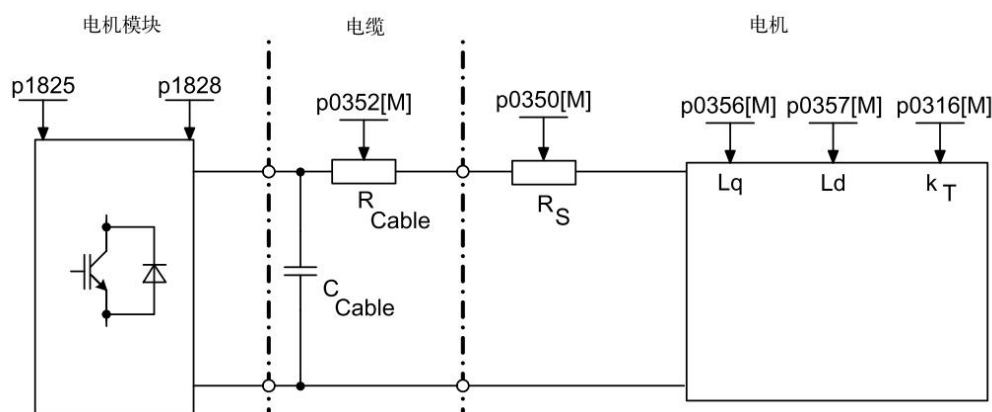 电机模块
电缆
电机
p1825
p1828
p0352[M]
p0350[M]
p0356[M]
p0357[M]
p0316[M]
R Cable
R S
Lq
Ld
k T
C Cable